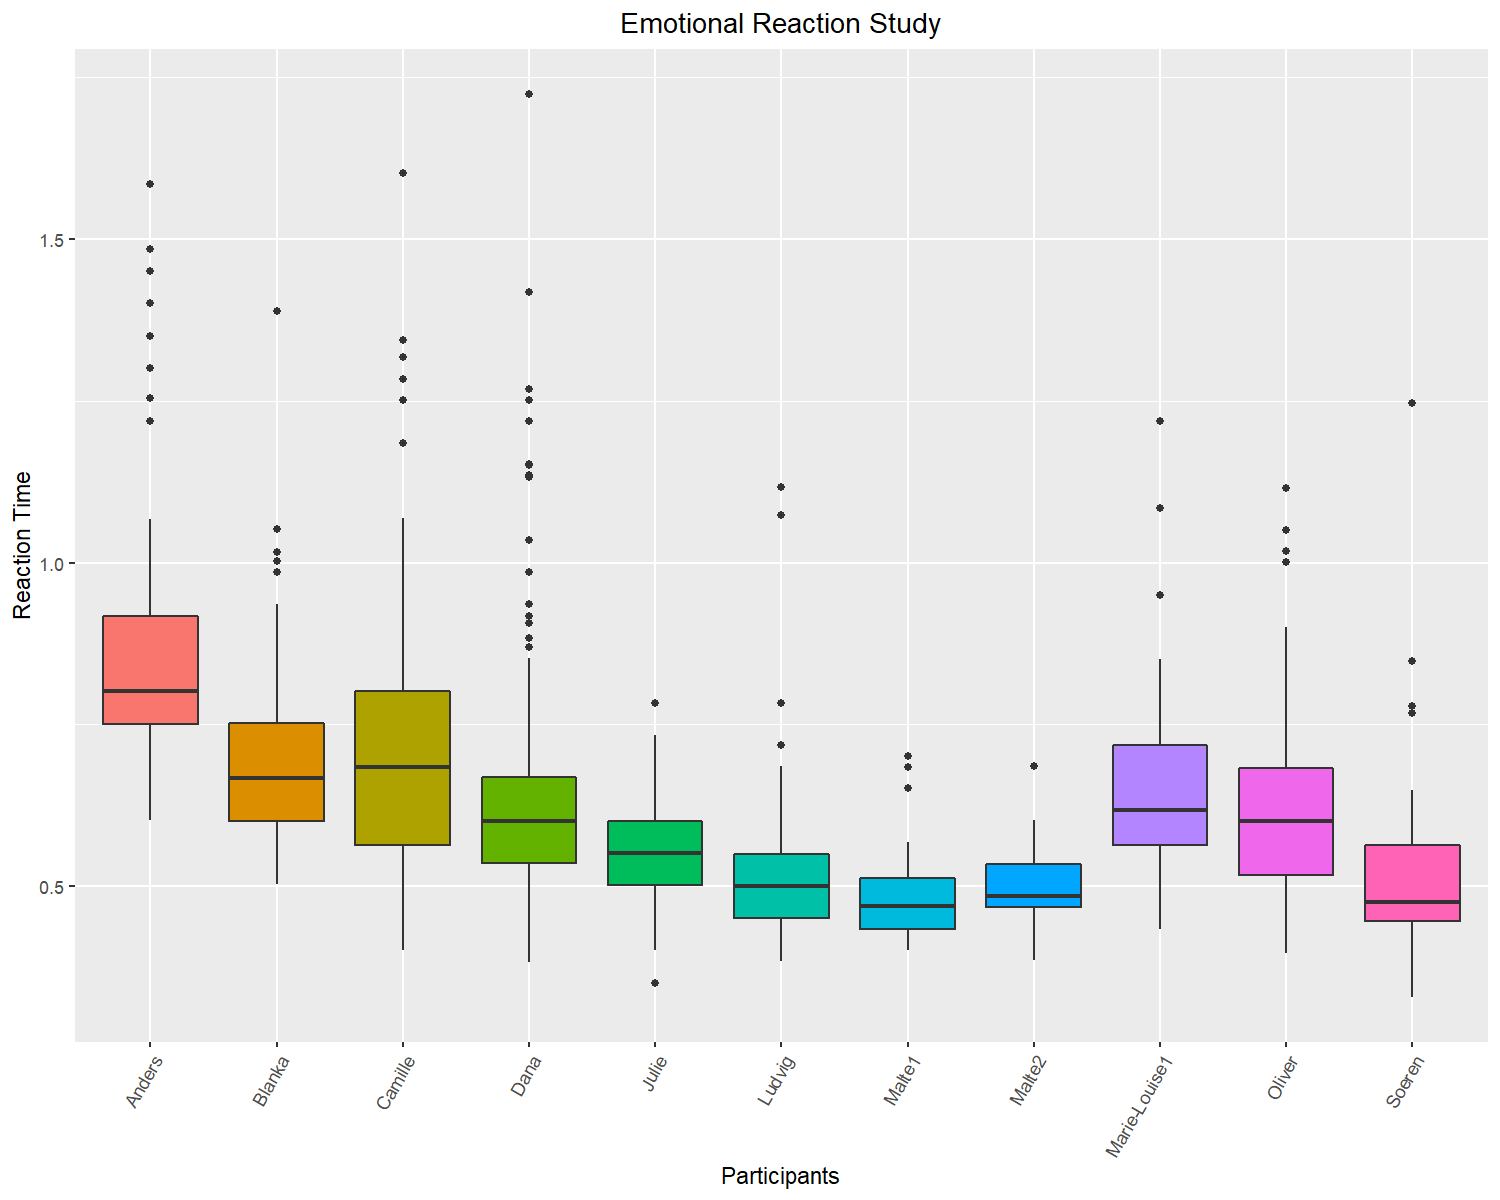 Emotional Reaction Study
Reaction Time
1.5
1.0
0.5
Anders
Blanka
Camille
Dana
Julie
Ludvig
Malte1
Malte2
Marie-Louise1
Oliver
Soeren
Participants